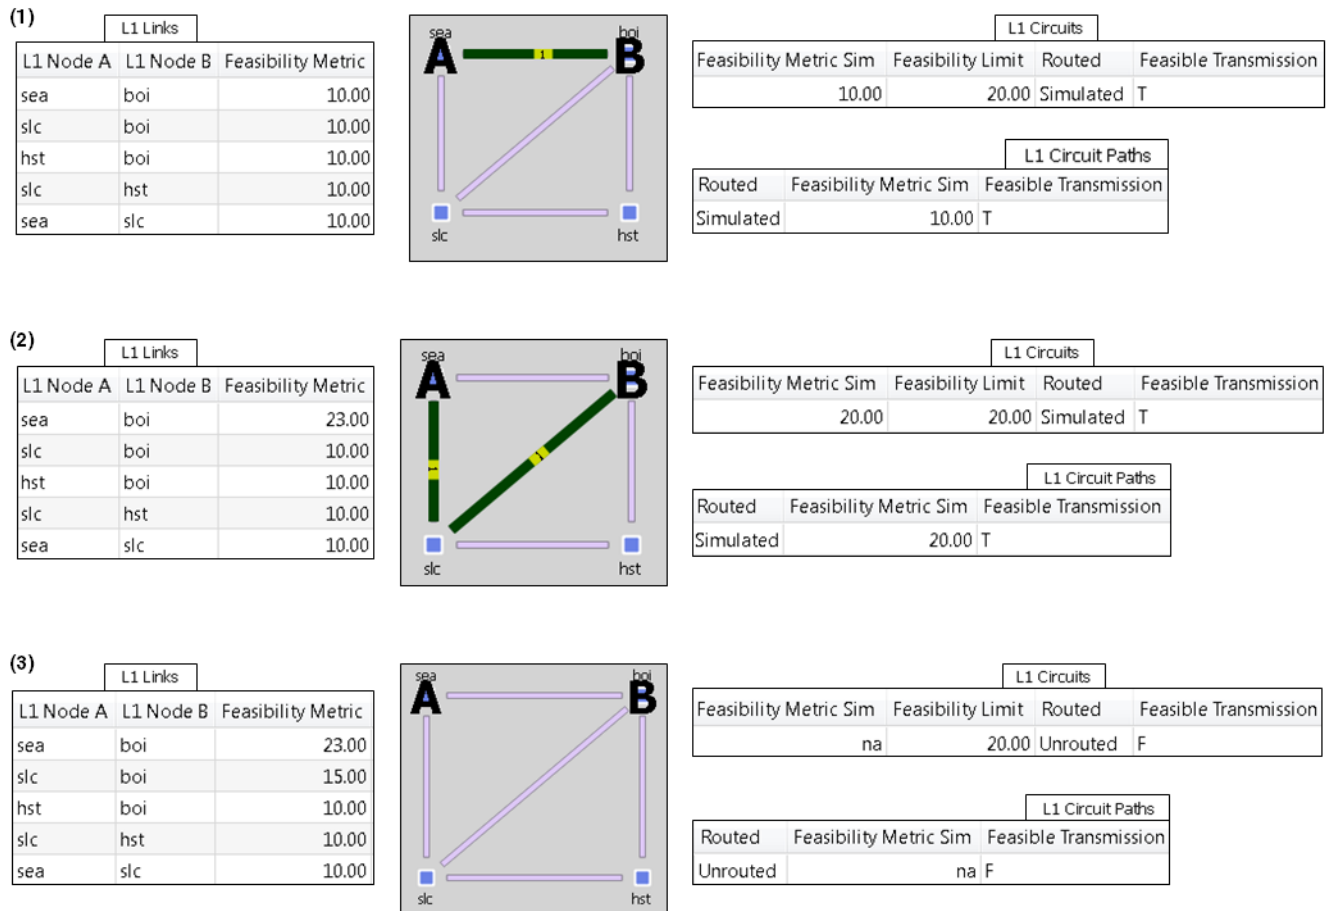 (1)
L1 Links
L1 Node A L1 Node B Feasibility Metric
sea boi 10.00
slc boi 10.00
hst boi 10.00
slc hst 10.00
sea slc 10.00
sea boi
A 1 B
slc hst
L1 Circuits
Feasibility Metric Sim Feasibility Limit Routed Feasible Transmission
10.00 20.00 Simulated T
L1 Circuit Paths
Routed Feasibility Metric Sim Feasible Transmission
Simulated 10.00 T
(2)
L1 Links
L1 Node A L1 Node B Feasibility Metric
sea boi 23.00
slc boi 10.00
hst boi 10.00
slc hst 10.00
sea slc 10.00
sea boi
A B
1 1
slc hst
L1 Circuits
Feasibility Metric Sim Feasibility Limit Routed Feasible Transmission
20.00 20.00 Simulated T
L1 Circuit Paths
Routed Feasibility Metric Sim Feasible Transmission
Simulated 20.00 T
(3)
L1 Links
L1 Node A L1 Node B Feasibility Metric
sea boi 23.00
slc boi 15.00
hst boi 10.00
slc hst 10.00
sea slc 10.00
sea boi
A B
slc hst
L1 Circuits
Feasibility Metric Sim Feasibility Limit Routed Feasible Transmission
na 20.00 Unrouted F
L1 Circuit Paths
Routed Feasibility Metric Sim Feasible Transmission
Unrouted na F